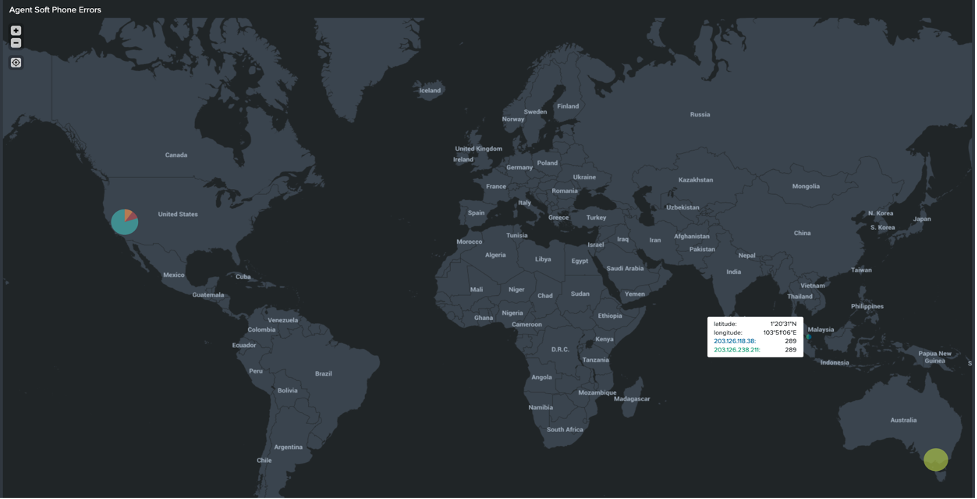 Agent Soft Phone Errors
+
−
Iceland
Finland
Sweden
Norway
Russia
United Kingdom
Canada
Ireland
Poland
Germany
Ukraine
Kazakhstan
France
Mongolia
Romania
Italy
Uzbekistan
United States
Spain
Greece
Turkey
N. Korea
Japan
S. Korea
China
Tunisia
Afghanistan
Morocco
Iraq
Iran
Israel
Pakistan
Algeria
Libya
Nepal
Egypt
Saudi Arabia
India
Taiwan
Mexico
Cuba
Vietnam
Mali
Niger
Chad
Sudan
Yemen
Guatemala
Thailand
Philippines
Nigeria
Ethiopia
Ghana
Venezuela
Cameroon
latitude: 1°20'31"N
longitude: 103°51'06"E
203.126.118.38: 289
203.126.238.211: 289
Malaysia
Colombia
Kenya
Ecuador
D.R.C.
Papua New
Guinea
Tanzania
Indonesia
S
Peru
Brazil
Angola
Bolivia
Mozambique
Madagascar
Namibia
Australia
South Africa
Argentina
Chile